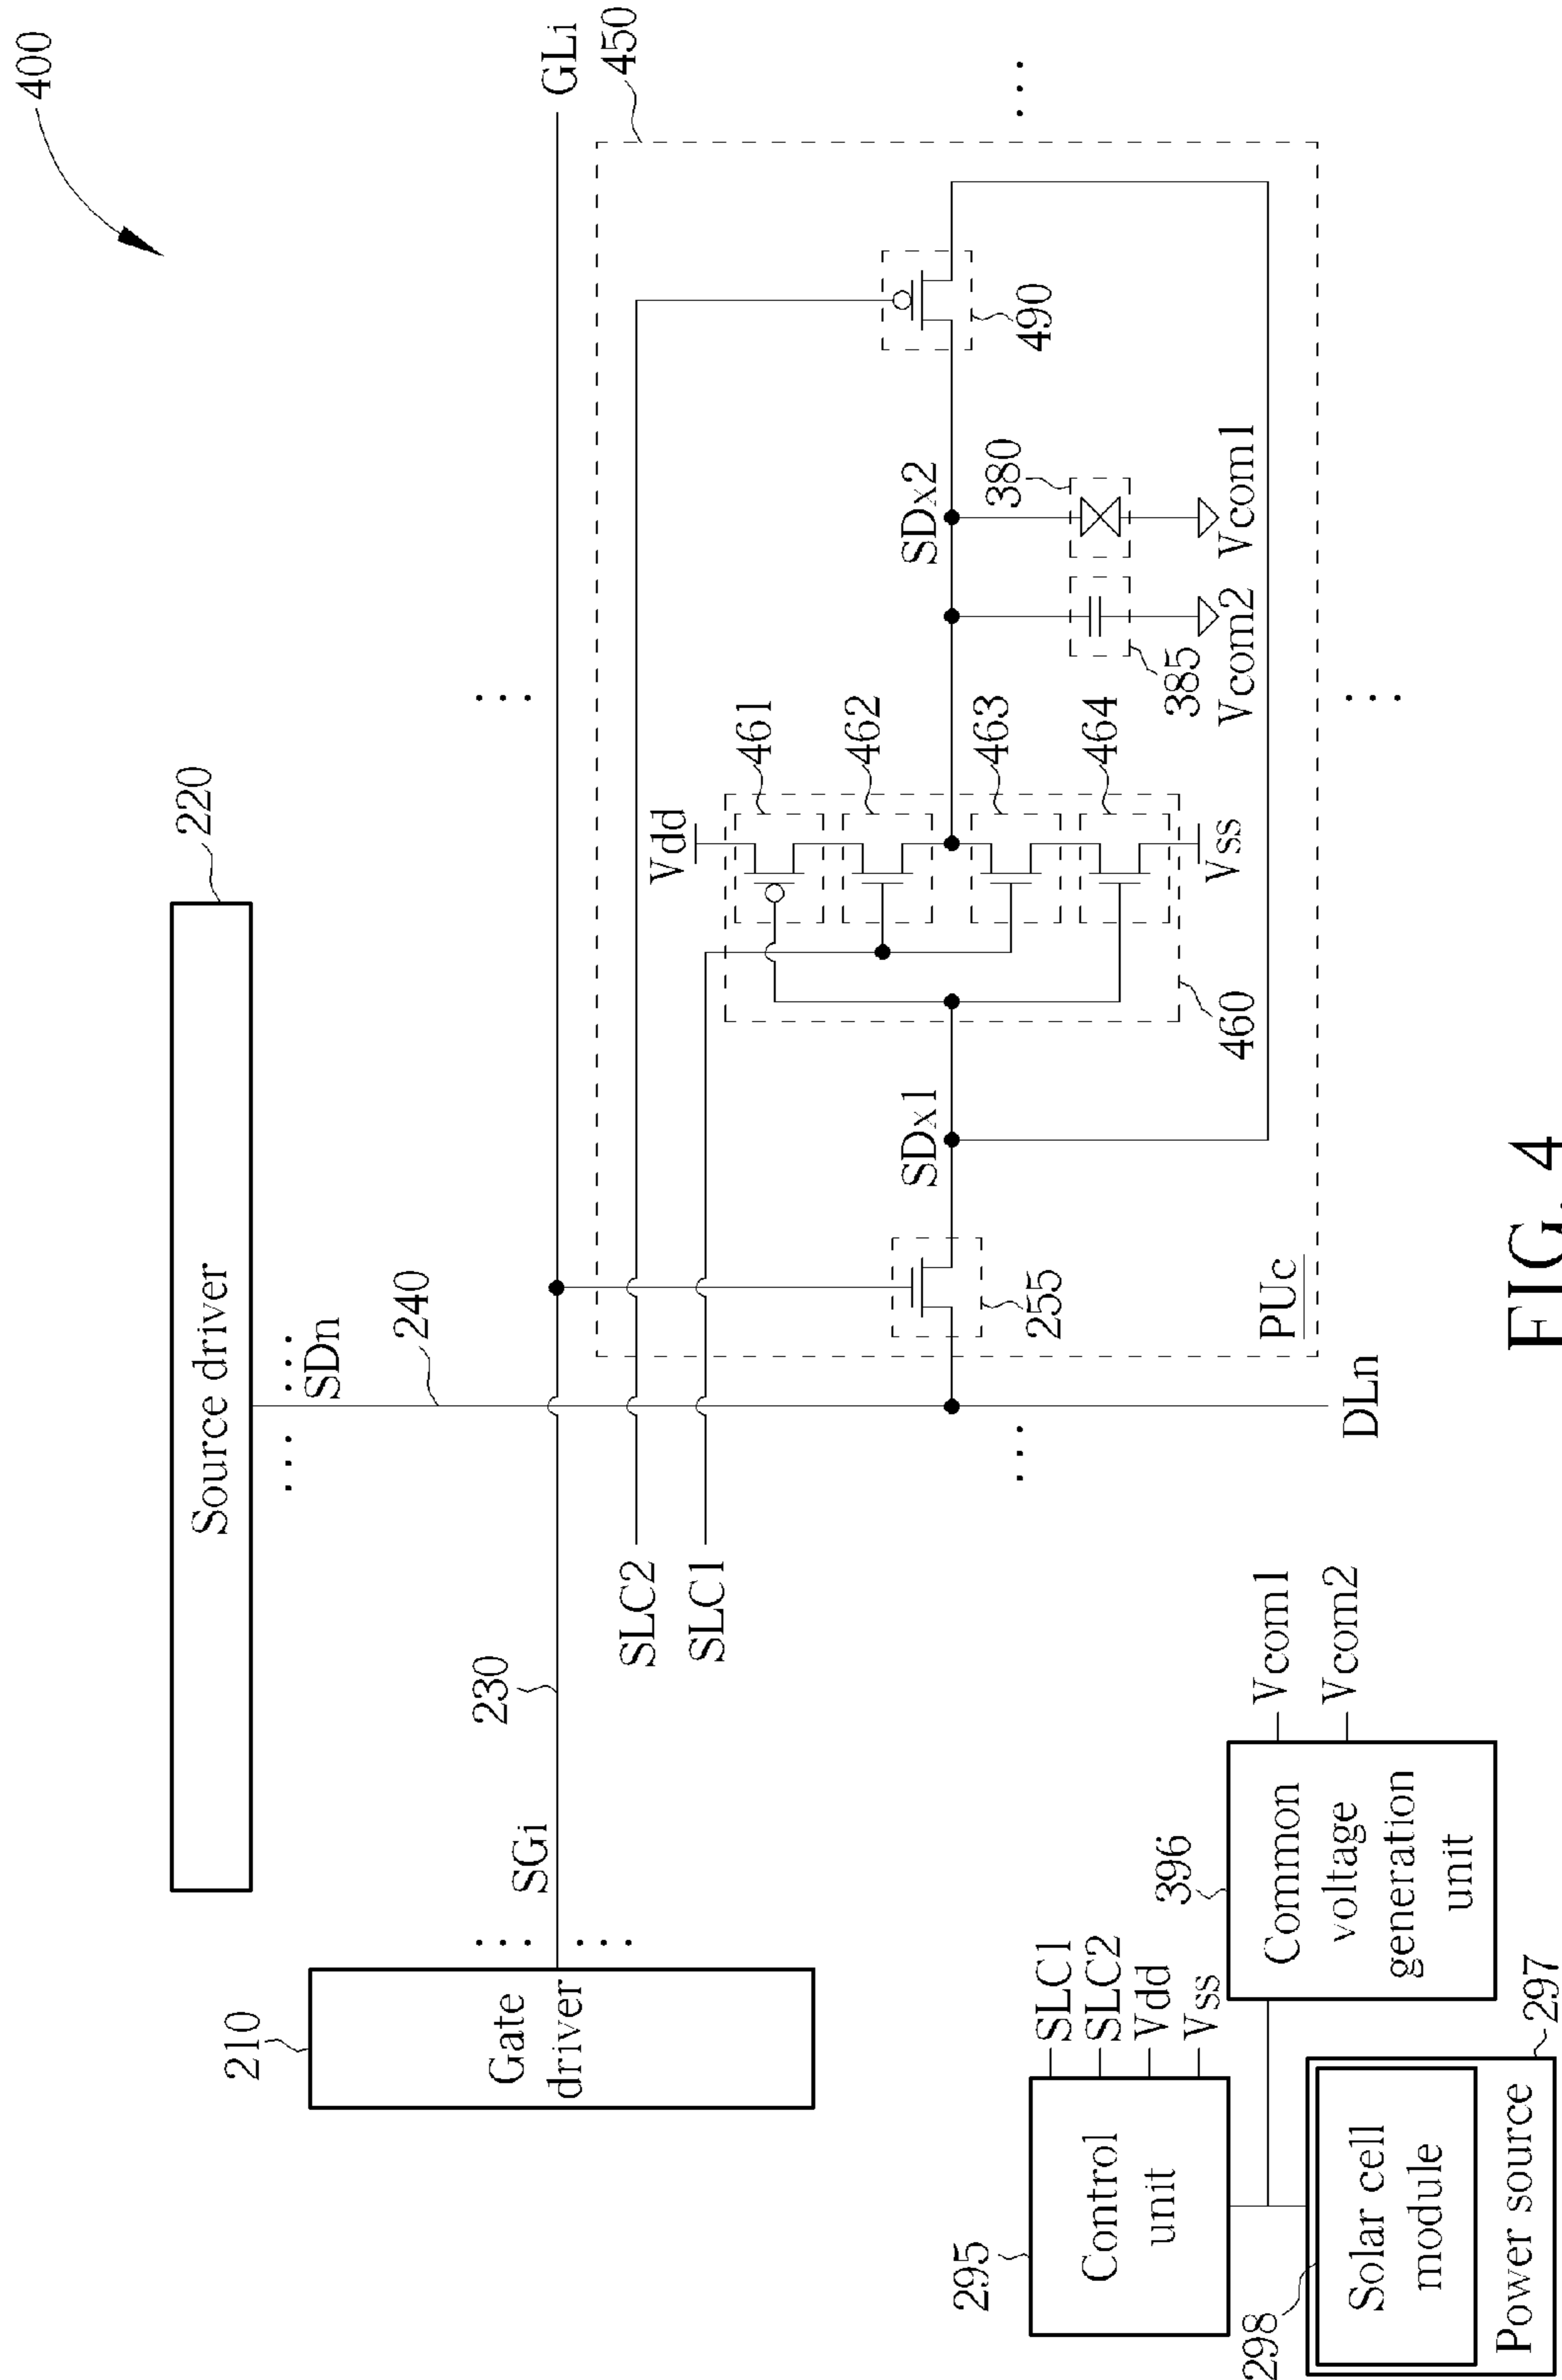 400
220
Source driver
SDn
240
210
Gate driver
SGi
230
GLi
450
SLC2
SLC1
Vdd
461
462
463
464
Vss
460
SDx1
SDx2
490
380
385
Vcom2
Vcom1
255
PUc
DLn
295
Control unit
SLC1
SLC2
Vdd
Vss
396
Common voltage generation unit
Vcom1
Vcom2
298
Solar cell module
Power source
297
FIG. 4